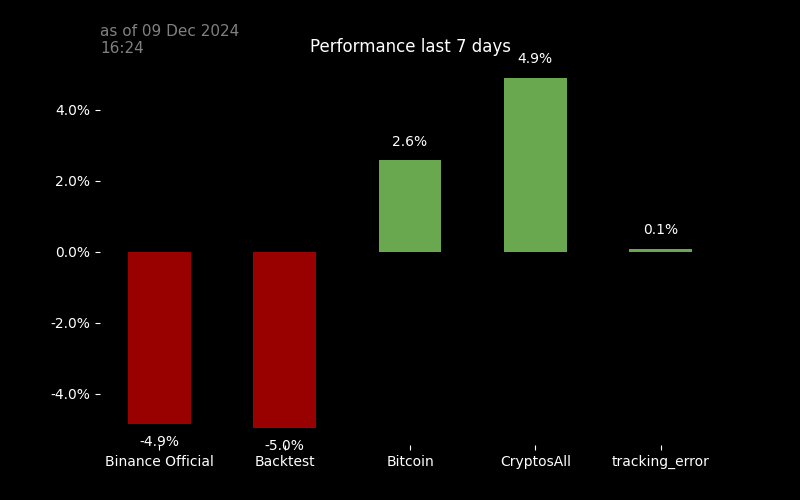 as of 09 Dec 2024
16:24
Performance last 7 days
4.9%
4.0%
2.6%
2.0%
0.1%
0.0%
-2.0%
-4.0%
-4.9%
-5.0%
Binance Official
Backtest
Bitcoin
CryptosAll
tracking_error